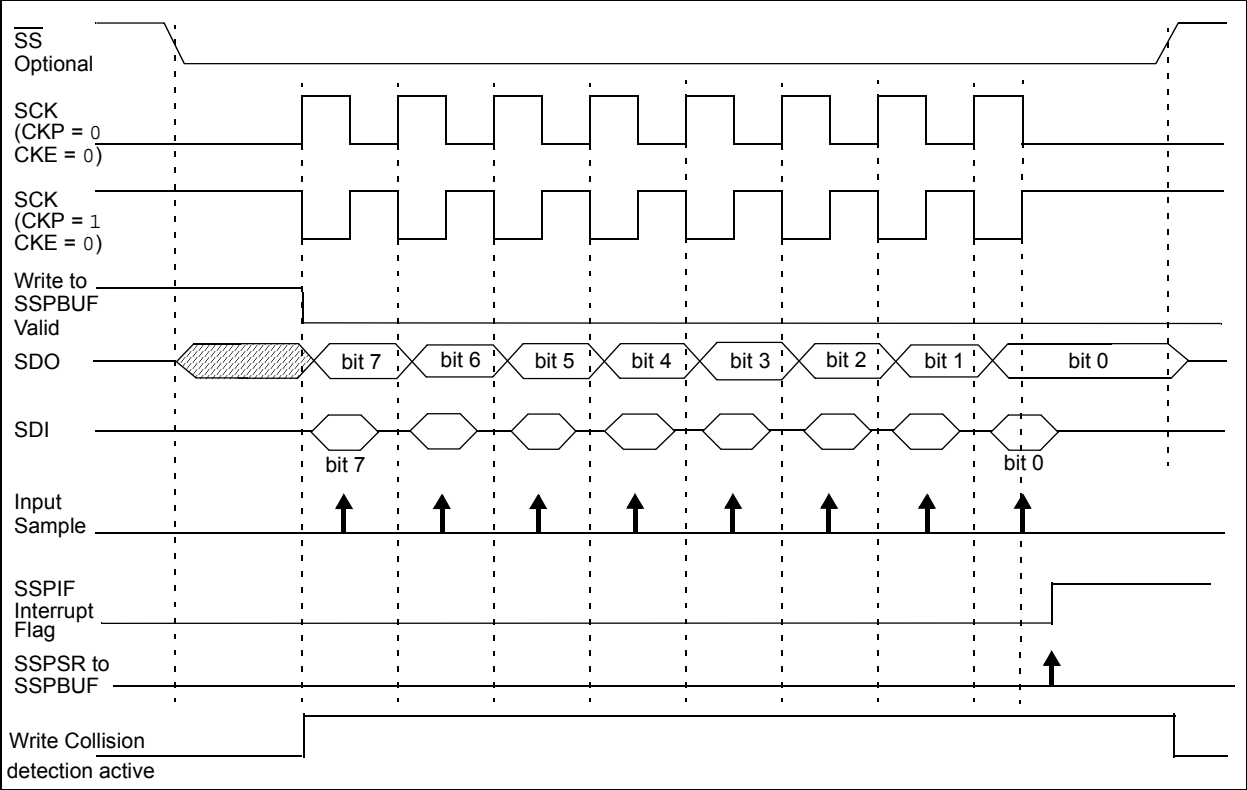 SS
Optional
SCK
(CKP = 0
CKE = 0)
SCK
(CKP = 1
CKE = 0)
Write to
SSPBUF
Valid
SDO
bit 7
bit 6
bit 5
bit 4
bit 3
bit 2
bit 1
bit 0
SDI
bit 7
bit 0
Input
Sample
SSPIF
Interrupt
Flag
SSPSR to
SSPBUF
Write Collision
detection active